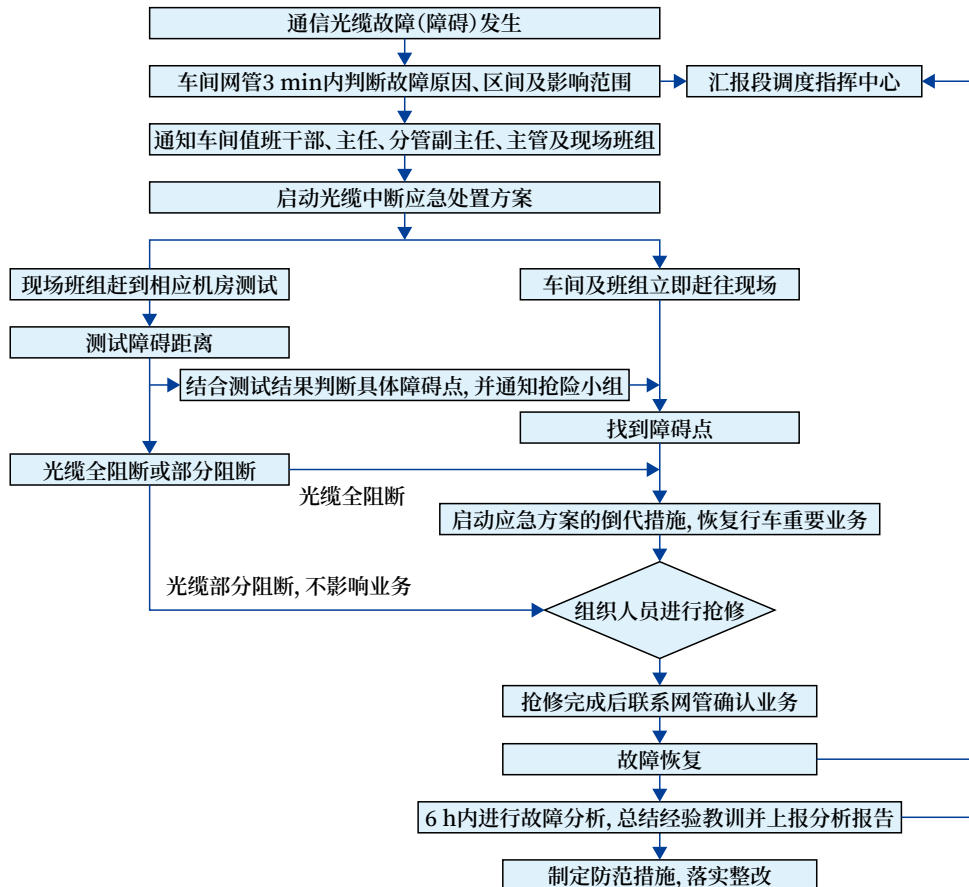 通信光缆故障(障碍)发生
车间网管3 min内判断故障原因、区间及影响范围
汇报段调度指挥中心
通知车间值班干部、主任、分管副主任、主管及现场班组
启动光缆中断应急处置方案
现场班组赶到相应机房测试
车间及班组立即赶往现场
测试障碍距离
结合测试结果判断具体障碍点, 并通知抢险小组
找到障碍点
光缆全阻断或部分阻断
光缆全阻断
启动应急方案的倒代措施, 恢复行车重要业务
光缆部分阻断, 不影响业务
组织人员进行抢修
抢修完成后联系网管确认业务
故障恢复
6 h内进行故障分析, 总结经验教训并上报分析报告
制定防范措施, 落实整改